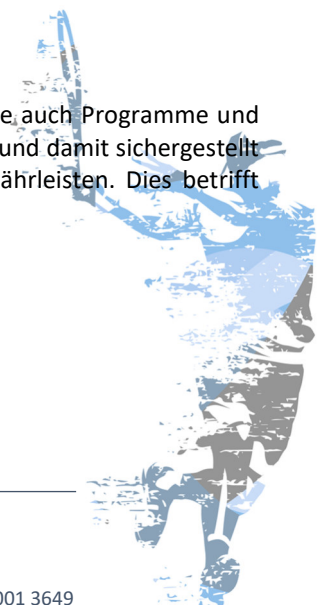 e auch Programme und
und damit sichergestellt
ährleisten. Dies betrifft
001 3649